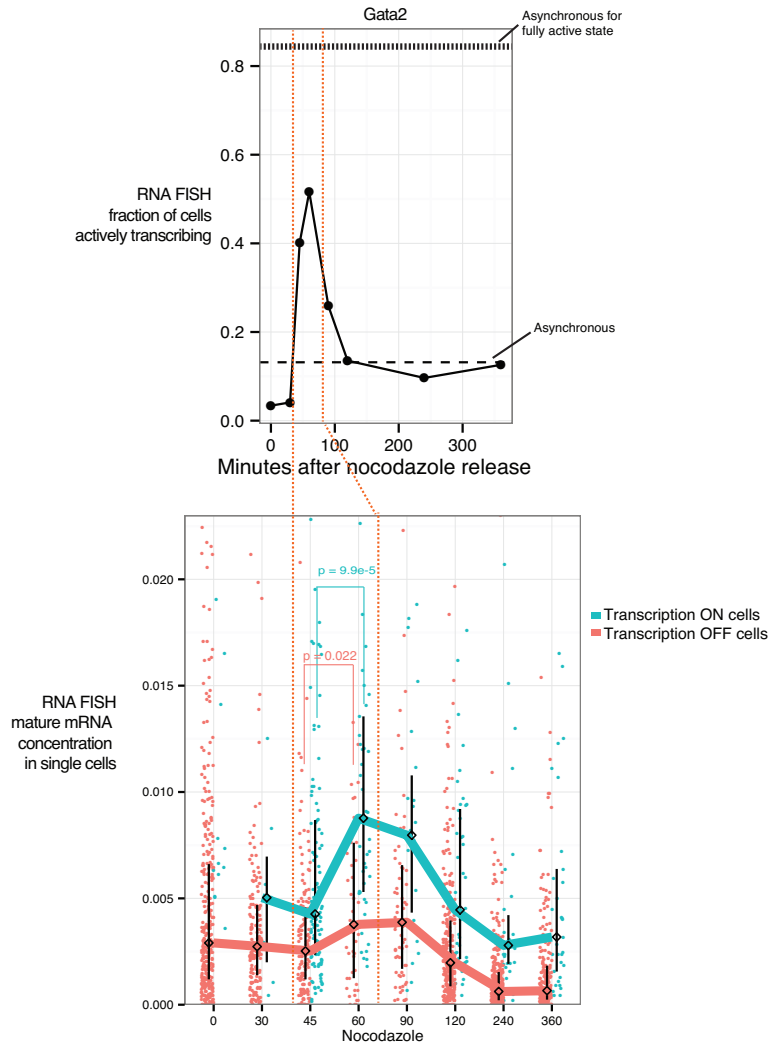 Gata2
Asynchronous for
fully active state
0.8
0.6
RNA FISH
fraction of cells
actively transcribing
0.4
0.2
Asynchronous
0.0
0
100
200
300
Minutes after nocodazole release
0.020
p = 9.9e-5
Transcription ON cells
Transcription OFF cells
p = 0.022
0.015
RNA FISH
mature mRNA
concentration
in single cells
0.010
0.005
0.000
0
30
45
60
90
120
240
360
Nocodazole